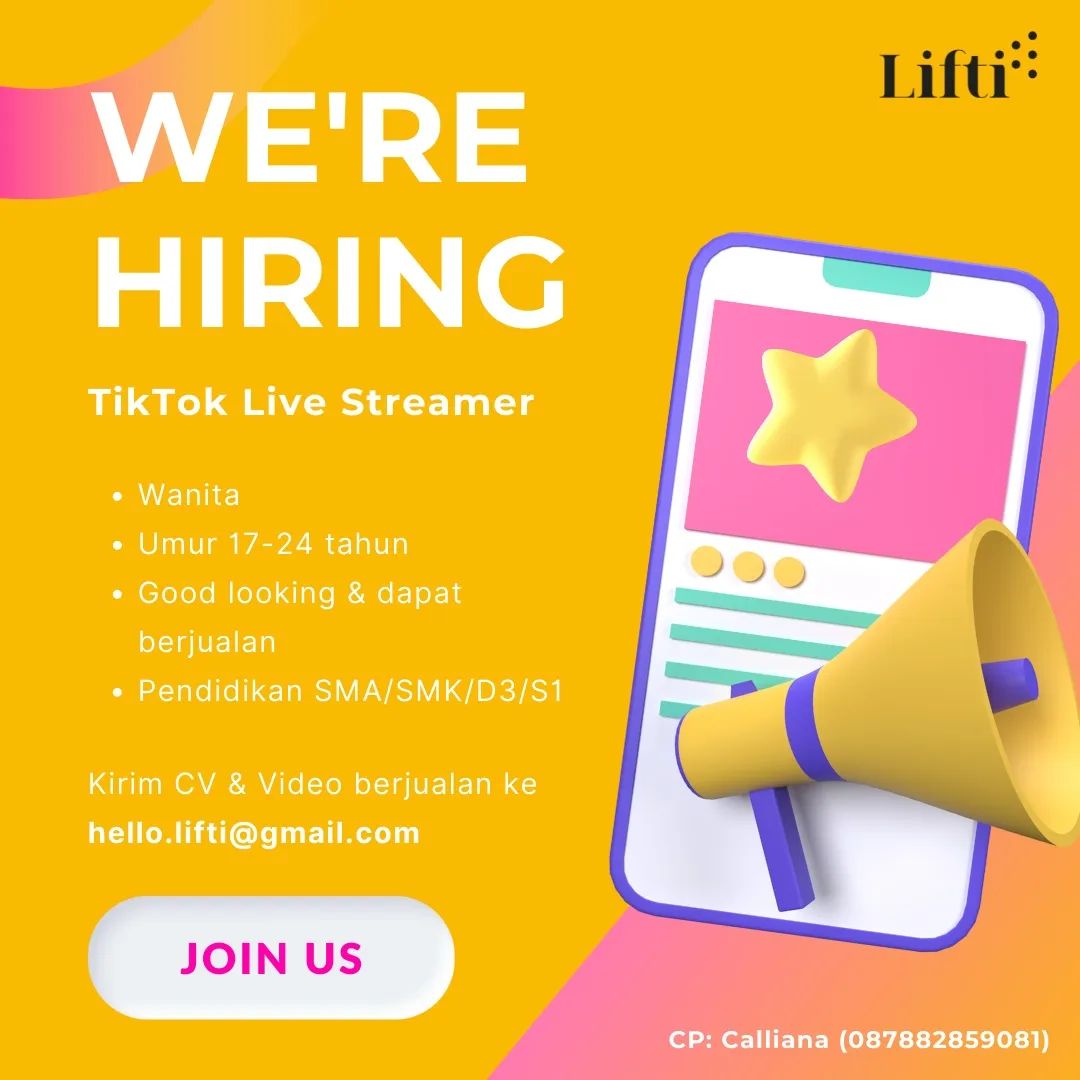 Lifti
WE'RE
HIRING
TikTok Live Streamer
• Wanita
• Umur 17-24 tahun
• Good looking & dapat
berjualan
• Pendidikan SMA/SMK/D3/S1
Kirim CV & Video berjualan ke
hello.lifti@gmail.com
JOIN US
CP: Calliana (087882859081)